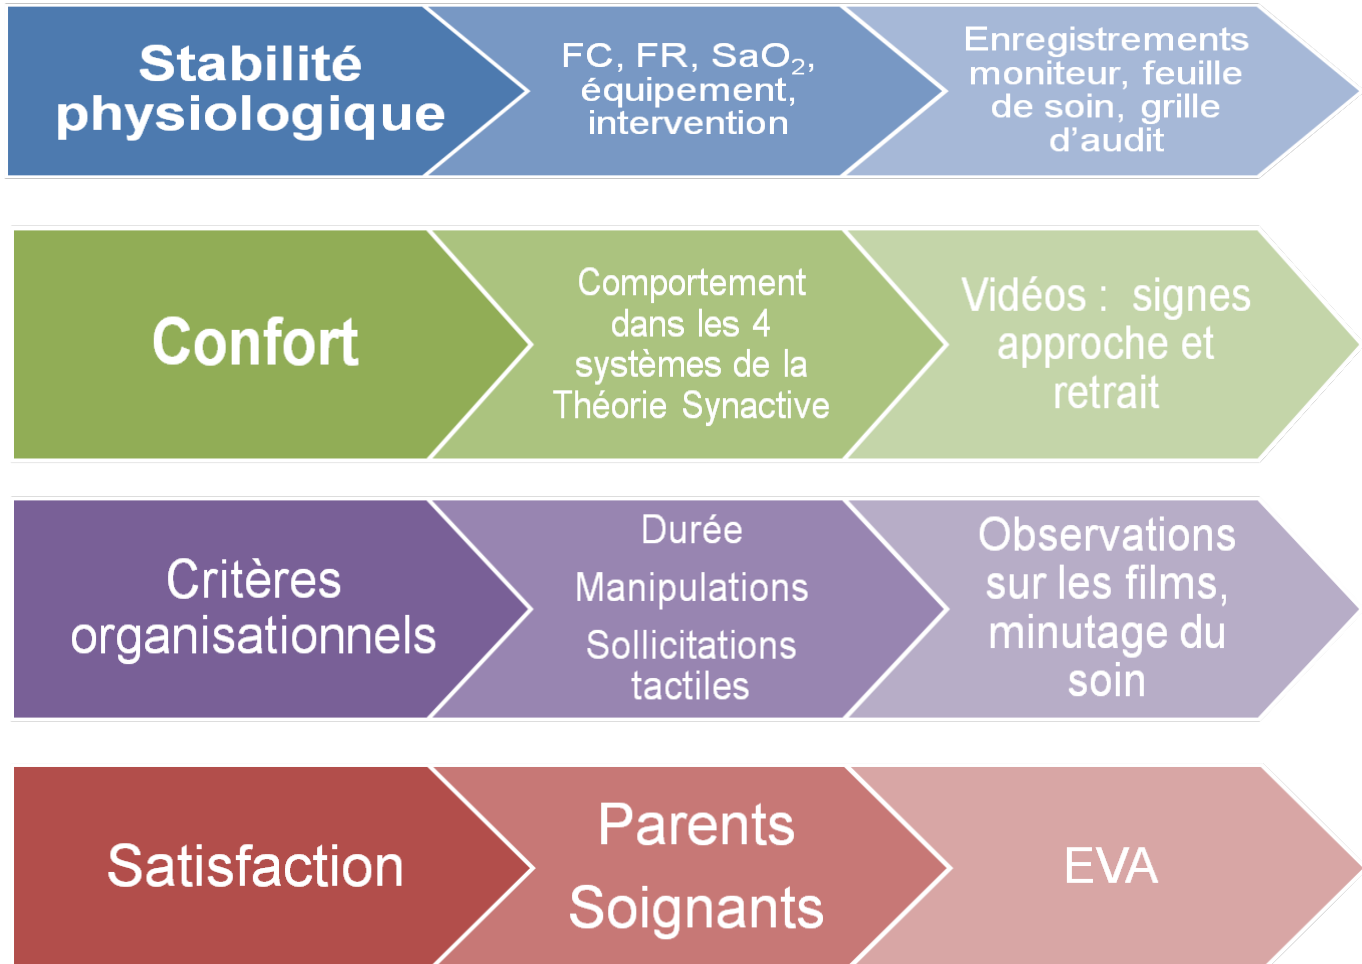 Stabilité
physiologique
FC, FR, SaO₂,
équipement,
intervention
Enregistrements
moniteur, feuille
de soin, grille
d’audit
Confort
Comportement
dans les 4
systèmes de la
Théorie Synactive
Vidéos : signes
approche et
retrait
Critères
organisationnels
Durée
Manipulations
Sollicitations
tactiles
Observations
sur les films,
minutage du
soin
Satisfaction
Parents
Soignants
EVA